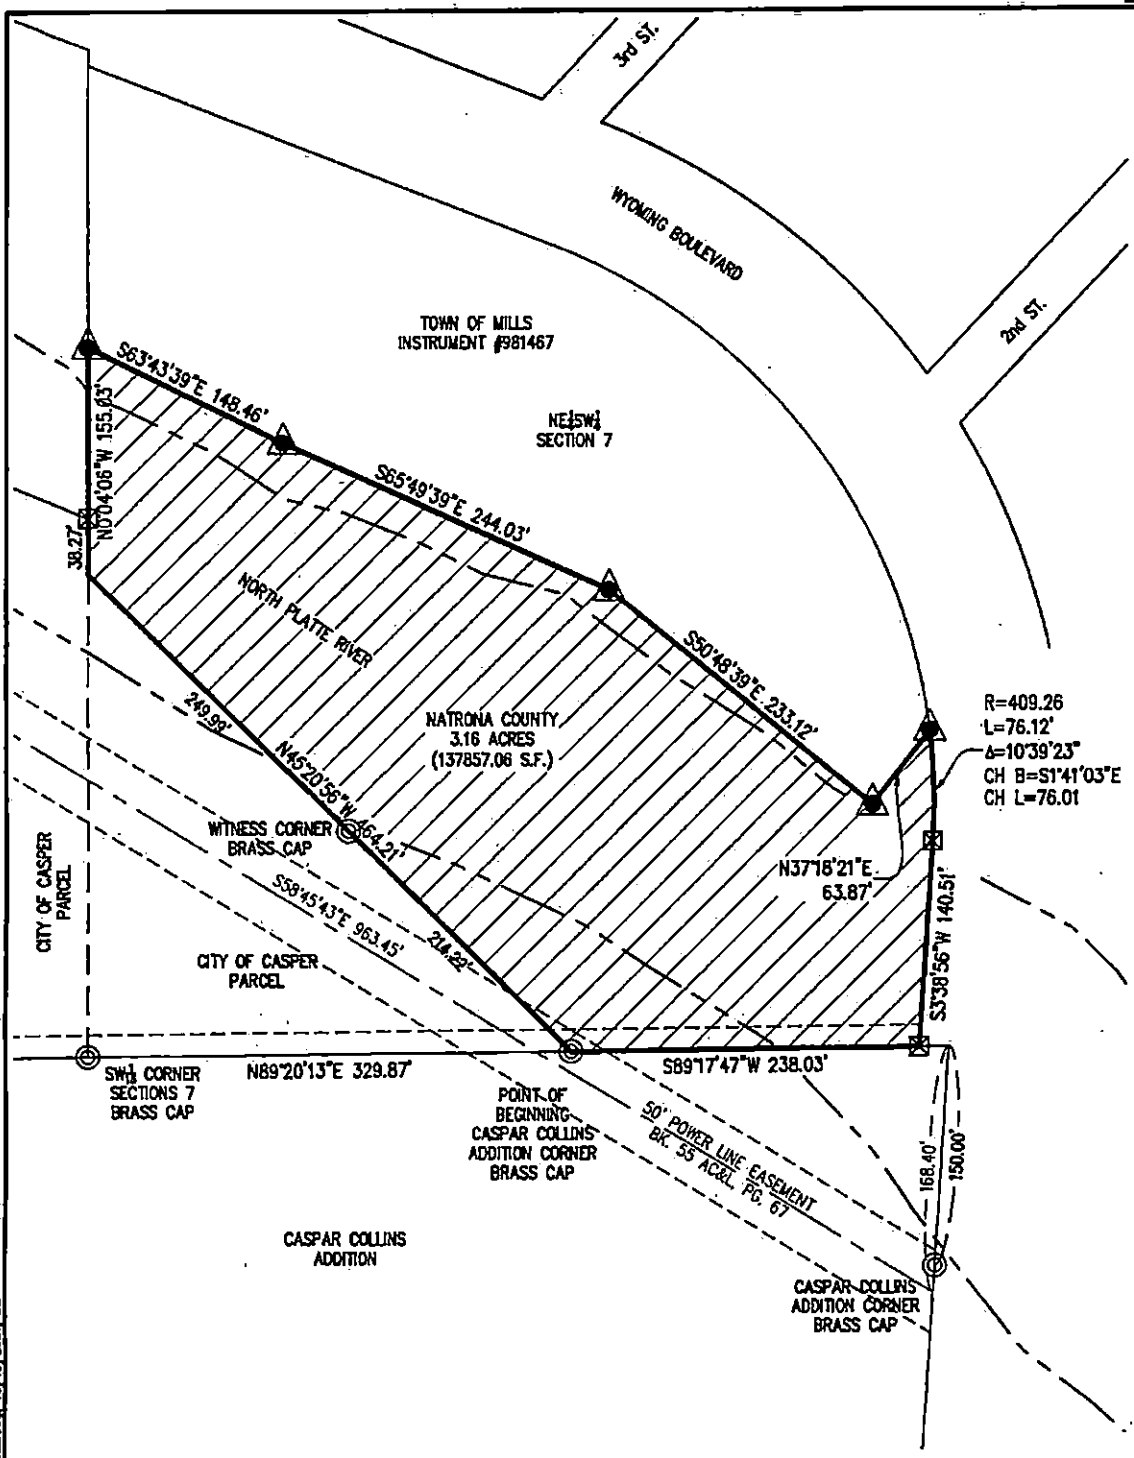 3rd ST.
WYOMING BOULEVARD
2nd ST.
TOWN OF MILLS
INSTRUMENT #981467
NE¼SW¼
SECTION 7
S63°43'39"E 148.46'
N0°04'06"W 155.03'
38.27'
S65°49'39"E 244.03'
NORTH PLATTE RIVER
S50°48'39"E 233.12'
R=409.26
L=76.12'
Δ=10°39'23"
CH B=S1°41'03"E
CH L=76.01
NATRONA COUNTY
3.16 ACRES
(137857.06 S.F.)
249.99'
N45°20'56"W 464.21'
WITNESS CORNER
BRASS CAP
N37°18'21"E
63.87'
S3°38'56"W 140.51'
CITY OF CASPER
PARCEL
S58°45'43"E 963.45'
214.22'
CITY OF CASPER
PARCEL
SW 1/16 CORNER
SECTIONS 7
BRASS CAP
N89°20'13"E 329.87'
S89°17'47"W 238.03'
POINT OF
BEGINNING
CASPAR COLLINS
ADDITION CORNER
BRASS CAP
50' POWER LINE EASEMENT
BK. 55 AC&L, PG. 67
168.40'
150.00'
CASPAR COLLINS
ADDITION
CASPAR COLLINS
ADDITION CORNER
BRASS CAP